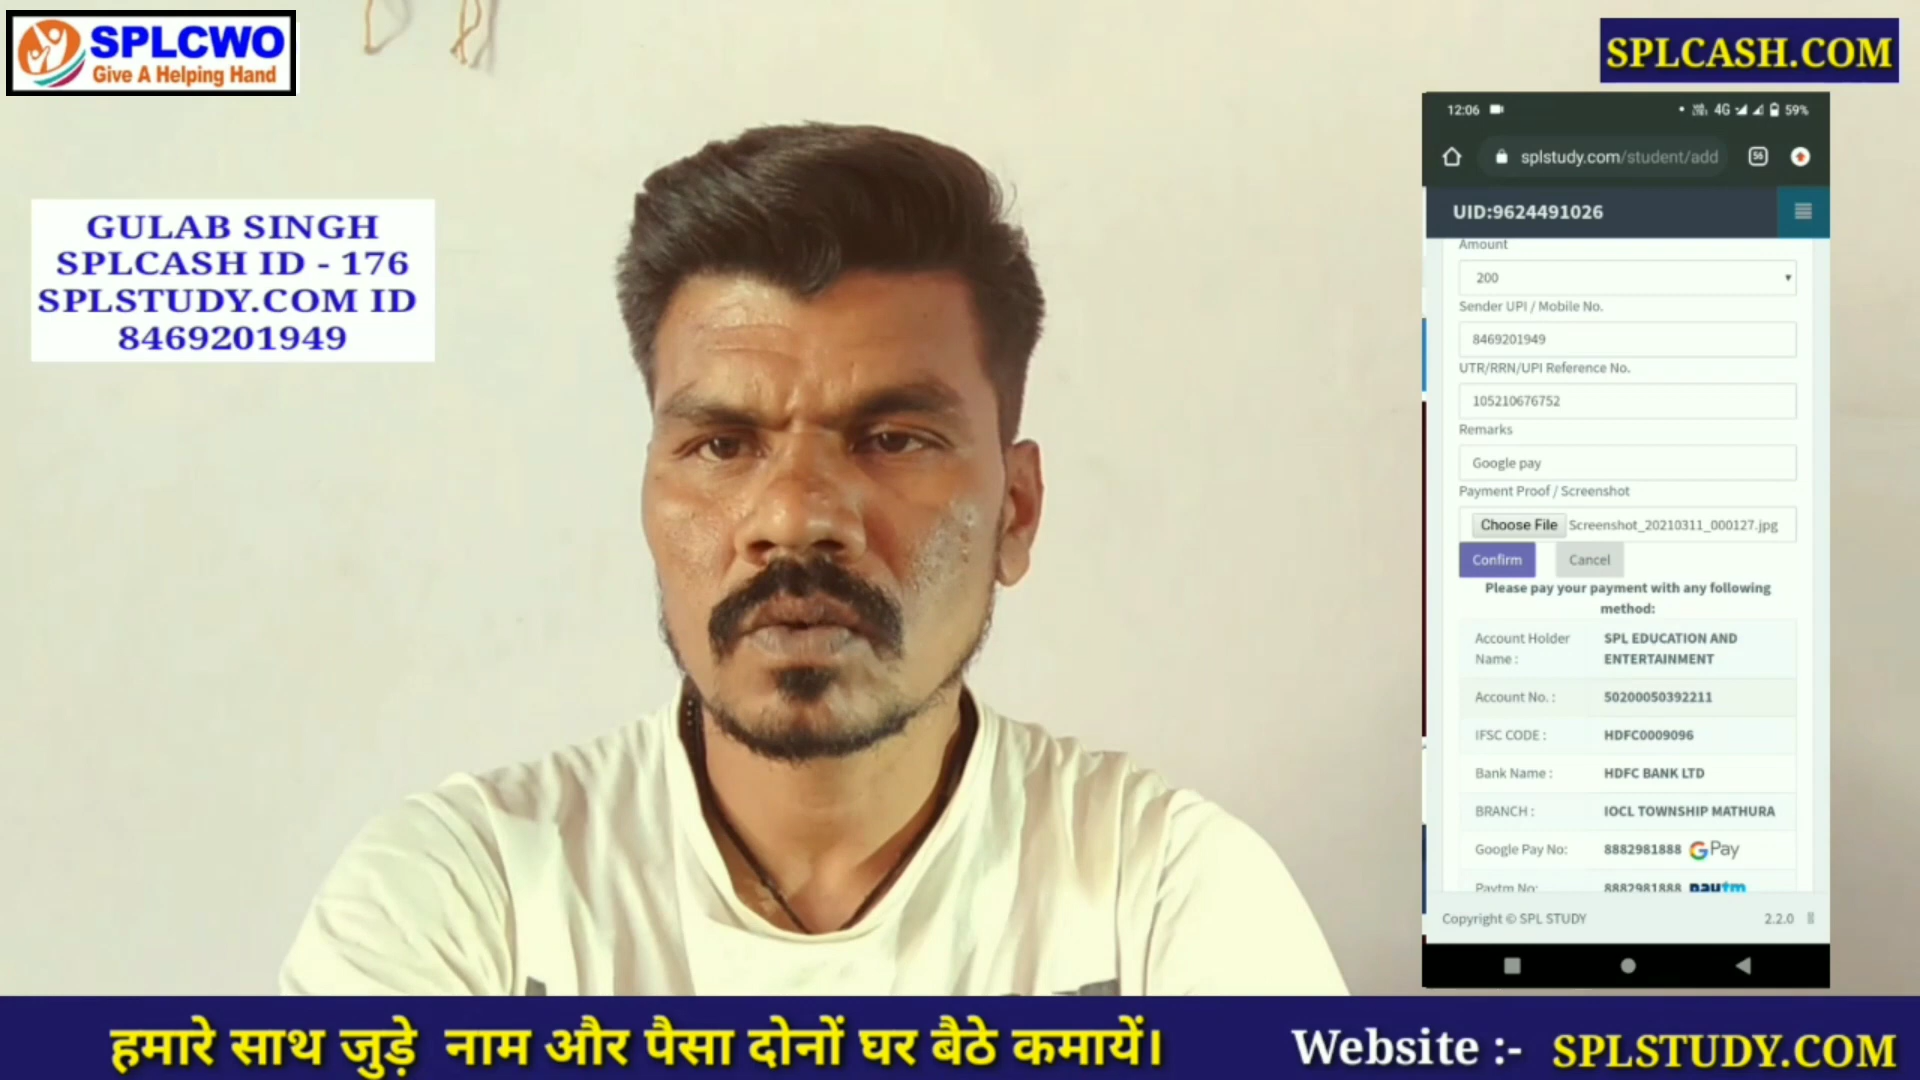 SPLCWO
Give A Helping Hand
SPLCASH.COM
GULAB SINGH
SPLCASH ID - 176
SPLSTUDY.COM ID
8469201949
12:06 4G 59%
splstudy.com/student/add 56
UID:9624491026
Amount
200
Sender UPI / Mobile No.
8469201949
UTR/RRN/UPI Reference No.
105210676752
Remarks
Google pay
Payment Proof / Screenshot
Choose File Screenshot_20210311_000127.jpg
Confirm Cancel
Please pay your payment with any following
method:
Account Holder SPL EDUCATION AND
Name : ENTERTAINMENT
Account No. : 50200050392211
IFSC CODE : HDFC0009096
Bank Name : HDFC BANK LTD
BRANCH : IOCL TOWNSHIP MATHURA
Google Pay No: 8882981888 G Pay
Paytm No: 8882981888 paytm
Copyright © SPL STUDY 2.2.0
हमारे साथ जुड़े नाम और पैसा दोनों घर बैठे कमायें। Website :- SPLSTUDY.COM